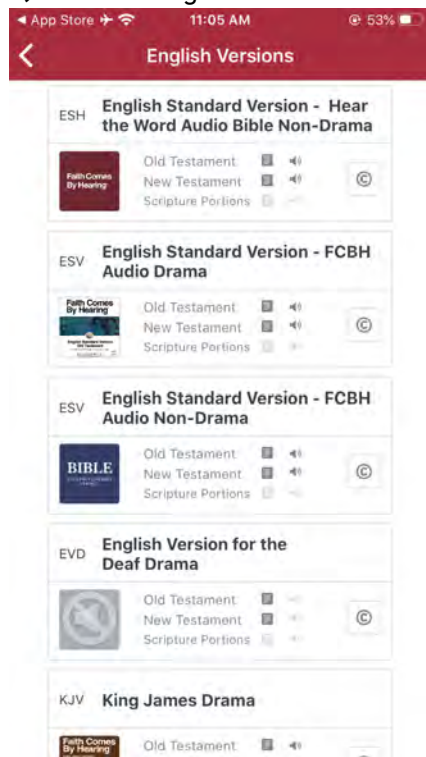 App Store
11:05 AM
53%
English Versions
ESH
English Standard Version - Hear
the Word Audio Bible Non-Drama
Faith Comes
By Hearing
Old Testament
New Testament
Scripture Portions
©
ESV
English Standard Version - FCBH
Audio Drama
Faith Comes
By Hearing
Old Testament
New Testament
Scripture Portions
©
ESV
English Standard Version - FCBH
Audio Non-Drama
BIBLE
Old Testament
New Testament
Scripture Portions
©
EVD
English Version for the
Deaf Drama
Old Testament
New Testament
Scripture Portions
©
KJV
King James Drama
Faith Comes
By Hearing
Old Testament